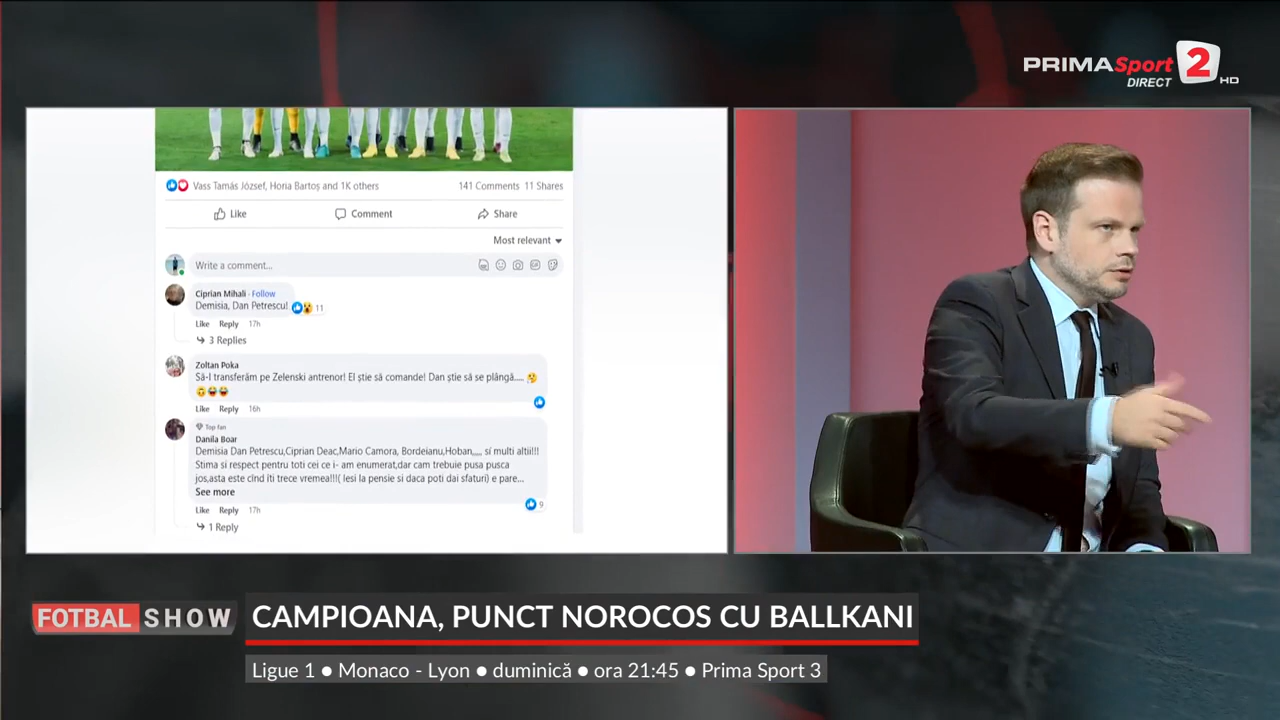 PRIMA Sport 2
DIRECT
HD
Vass Tamás József, Horia Bartoș and 1K others
141 Comments 11 Shares
Like Comment Share
Most relevant
Write a comment...
Ciprian Mihali · Follow
Demisia, Dan Petrescu!
11
Like Reply 17h
3 Replies
Zoltan Poka
Să-l transferăm pe Zelenski antrenor! El știe să comande! Dan știe să se plângă.....
Like Reply 16h
Top fan
Danila Boar
Demisia Dan Petrescu,Ciprian Deac,Mario Camora, Bordeianu,Hoban,,,,, sí multi altii!!!
Stima si respect pentru toti cei ce i- am enumerat,dar cam trebuie pusa pusca
jos,asta este cînd îti trece vremea!!!( Iesi la pensie si daca poti dai sfaturi) e pare...
See more
9
Like Reply 17h
1 Reply
FOTBAL SHOW
CAMPIOANA, PUNCT NOROCOS CU BALLKANI
Ligue 1 ● Monaco - Lyon ● duminică ● ora 21:45 ● Prima Sport 3